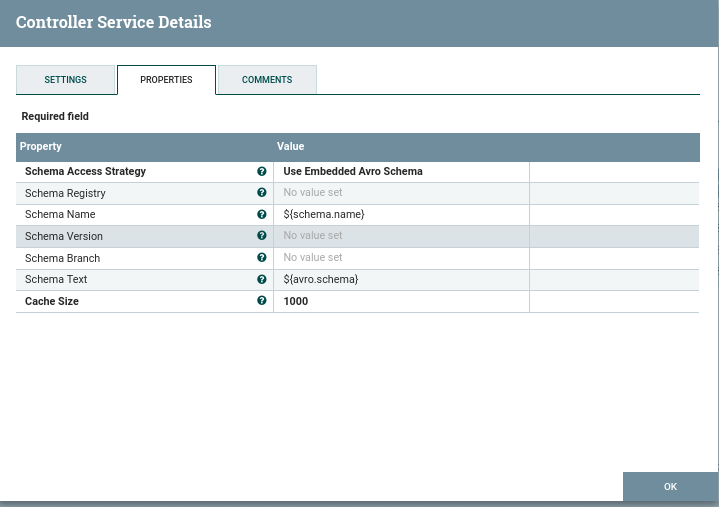 Controller Service Details
SETTINGS
PROPERTIES
COMMENTS
Required field
Property Value
Schema Access Strategy ? Use Embedded Avro Schema
Schema Registry ? No value set
Schema Name ? ${schema.name}
Schema Version ? No value set
Schema Branch ? No value set
Schema Text ? ${avro.schema}
Cache Size ? 1000
OK